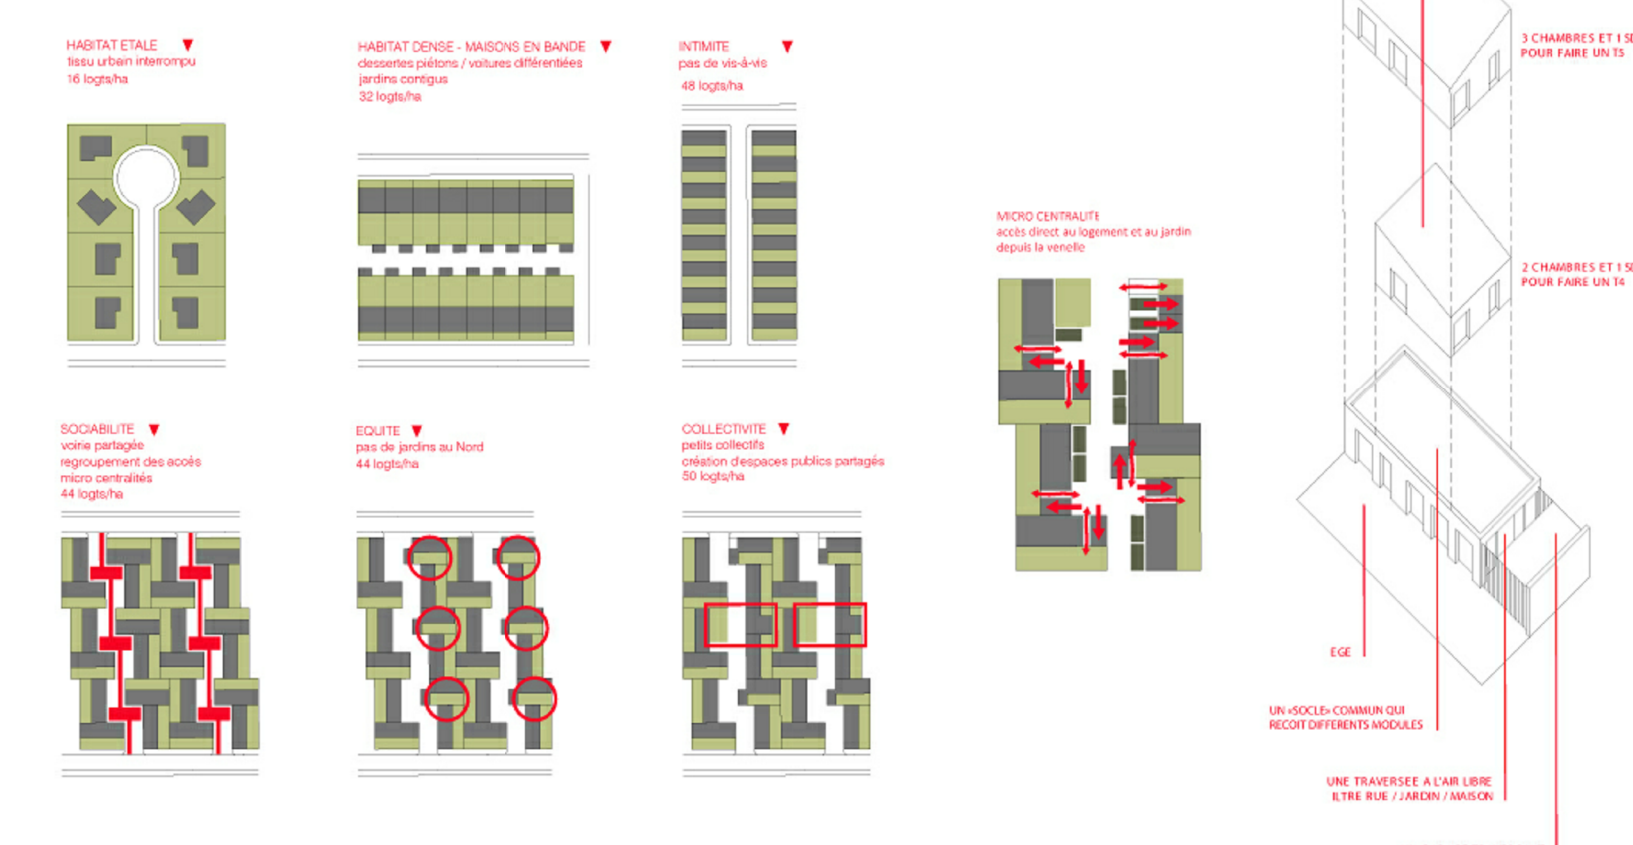 HABITAT ETALE
tissu urbain interrompu
16 logts/ha
HABITAT DENSE - MAISONS EN BANDE
dessertes piétons / voitures différentiées
jardins contigus
32 logts/ha
INTIMITE
pas de vis-à-vis
48 logts/ha
SOCIABILITE
voirie partagée
regroupement des accès
micro centralités
44 logts/ha
EQUITE
pas de jardins au Nord
44 logts/ha
COLLECTIVITE
petits collectifs
création d'espaces publics partagés
50 logts/ha
MICRO CENTRALITE
accès direct au logement et au jardin
depuis la venelle
3 CHAMBRES ET 1
POUR FAIRE UN T5
2 CHAMBRES ET 1
POUR FAIRE UN T4
EGE
UN «SOCLE» COMMUN QUI
RECOIT DIFFERENTS MODULES
UNE TRAVERSEE A L'AIR LIBRE
ILTRE RUE / JARDIN / MAISON